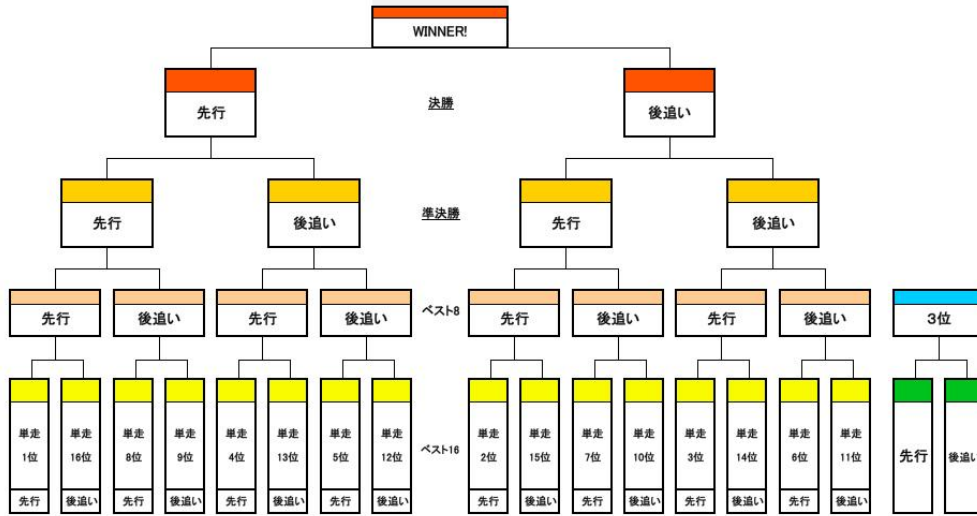 WINNER!
先行
決勝
後追い
先行
後追い
準決勝
先行
後追い
先行
後追い
先行
後追い
ベスト8
先行
後追い
先行
後追い
3位
単走
1位
単走
16位
単走
8位
単走
9位
単走
4位
単走
13位
単走
5位
単走
12位
ベスト16
単走
2位
単走
15位
単走
7位
単走
10位
単走
3位
単走
14位
単走
6位
単走
11位
先行
後追い
先行
後追い
先行
後追い
先行
後追い
先行
後追い
先行
後追い
先行
後追い
先行
後追い
先行
後追い